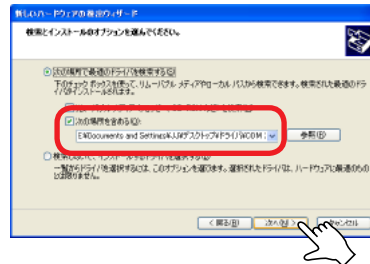 新しいハードウェアの検出ウィザード
検索とインストールのオプションを選んでください。
次の場所で最適のドライバを検索する(S)
下のチェック ボックスを使って、リムーバブル メディアやローカル パスから検索できます。検索された最適のドラ
イバがインストールされます。
次の場所を含める(O):
E:¥Documents and Settings¥JJ¥デスクトップ¥ドライバ¥COM
参照(R)
一覧からドライバを選択するには、このオプションを選びます。選択されたドライバは、ハードウェアに最適のもの
とは限りません。
< 戻る(B)
次へ(N) >
キャンセル